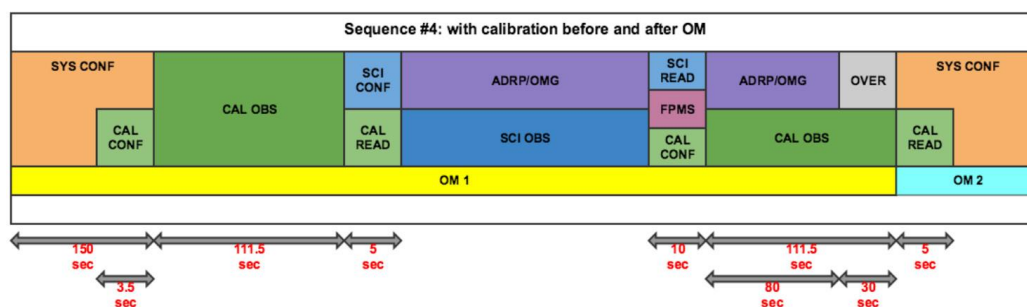 Sequence #4: with calibration before and after OM
SYS CONF
CAL
CONF
CAL OBS
SCI
CONF
CAL
READ
ADRP/OMG
SCI OBS
SCI
READ
FPMS
CAL
CONF
ADRP/OMG
OVER
CAL OBS
SYS CONF
CAL
READ
OM 1
OM 2
150
sec
111.5
sec
5
sec
10
sec
111.5
sec
5
sec
3.5
sec
80
sec
30
sec